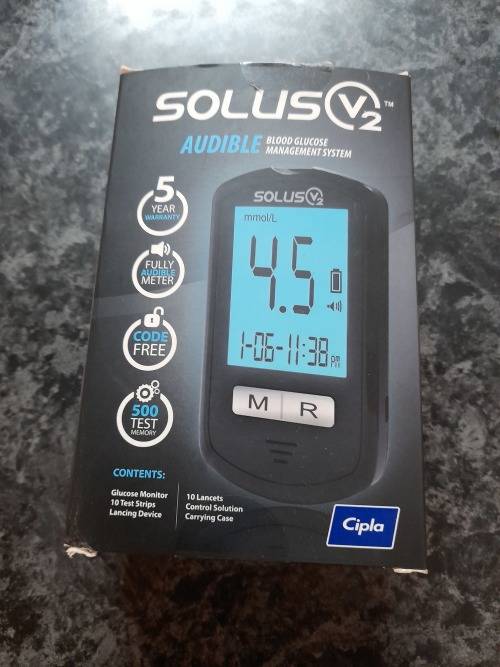 SOLUS V2™
AUDIBLE BLOOD GLUCOSE
MANAGEMENT SYSTEM
5
YEAR
WARRANTY
FULLY
AUDIBLE
METER
CODE
FREE
500
TEST
MEMORY
SOLUS V2
mmol/L
4.5
1-06-11:38 PM
M R
CONTENTS:
Glucose Monitor
10 Test Strips
Lancing Device
10 Lancets
Control Solution
Carrying Case
Cipla